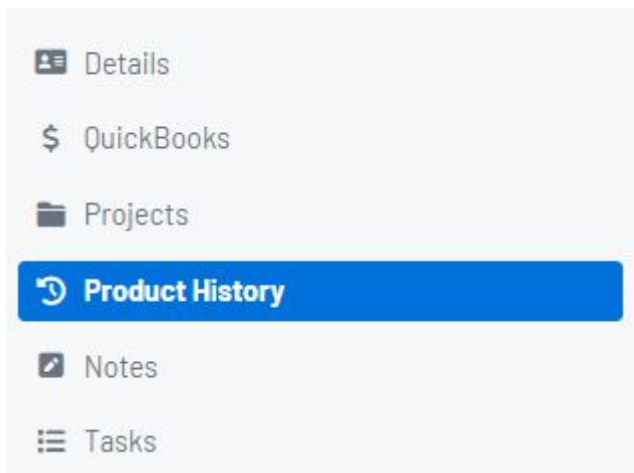 Details
QuickBooks
Projects
Product History
Notes
Tasks